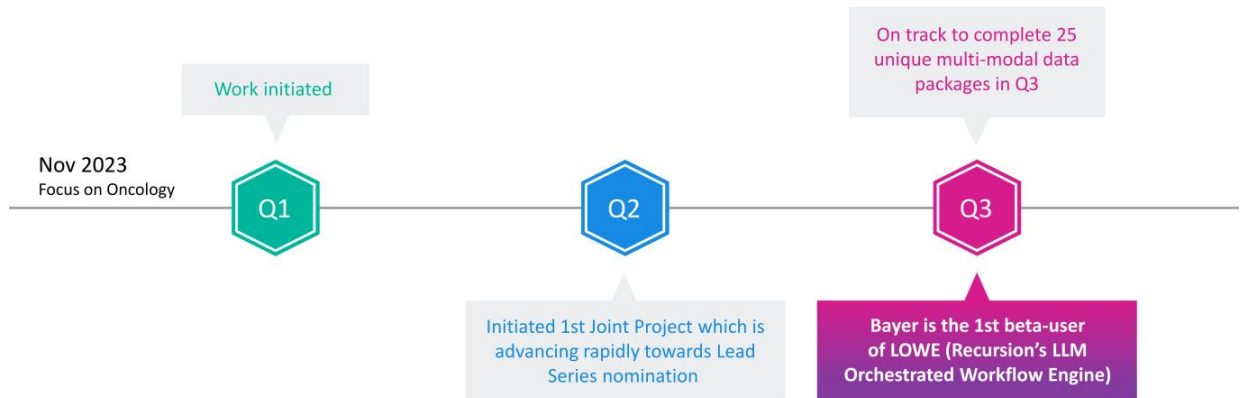 On track to complete 25
unique multi-modal data
packages in Q3
Work initiated
Nov 2023
Focus on Oncology
Q1
Q2
Q3
Initiated 1st Joint Project which is
advancing rapidly towards Lead
Series nomination
Bayer is the 1st beta-user
of LOWE (Recursion's LLM
Orchestrated Workflow Engine)